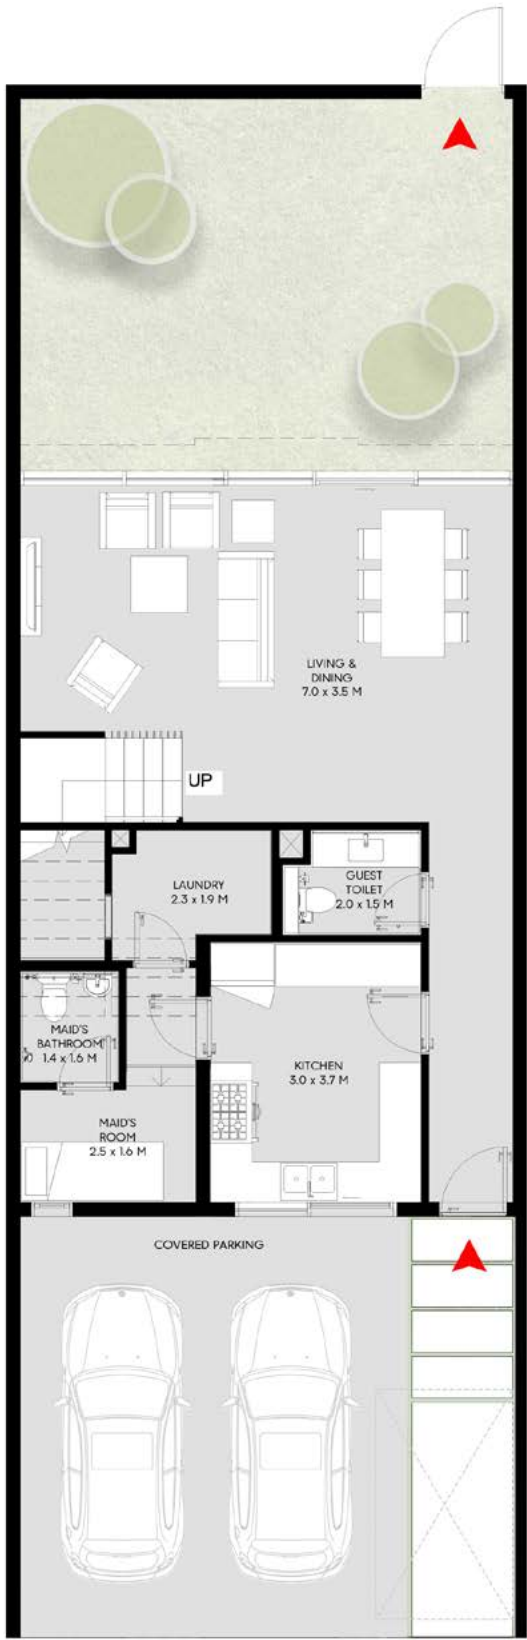 LIVING &
DINING
7.0 x 3.5 M
UP
LAUNDRY
2.3 x 1.9 M
GUEST
TOILET
2.0 x 1.5 M
MAID'S
BATHROOM
1.4 x 1.6 M
KITCHEN
3.0 x 3.7 M
MAID'S
ROOM
2.5 x 1.6 M
COVERED PARKING